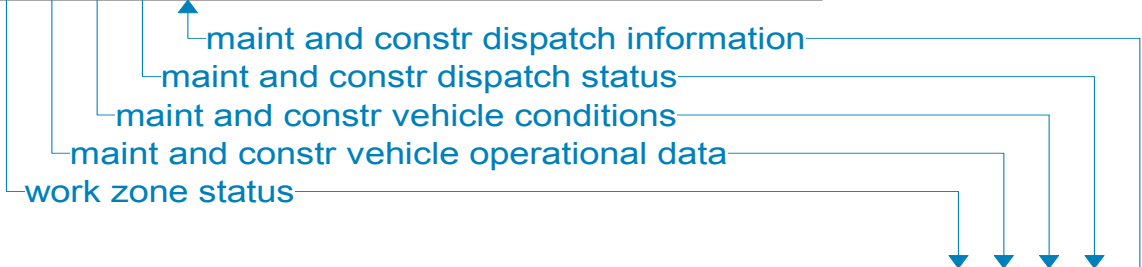 maint and constr dispatch information
maint and constr dispatch status
maint and constr vehicle conditions
maint and constr vehicle operational data
work zone status